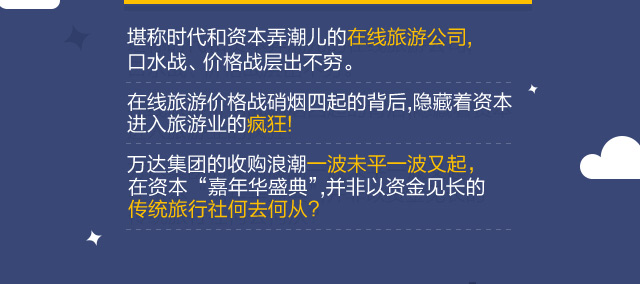 堪称时代和资本弄潮儿的在线旅游公司,
口水战、价格战层出不穷。
在线旅游价格战硝烟四起的背后,隐藏着资本
进入旅游业的疯狂!
万达集团的收购浪潮一波未平一波又起，
在资本“嘉年华盛典”,并非以资金见长的
传统旅行社何去何从?